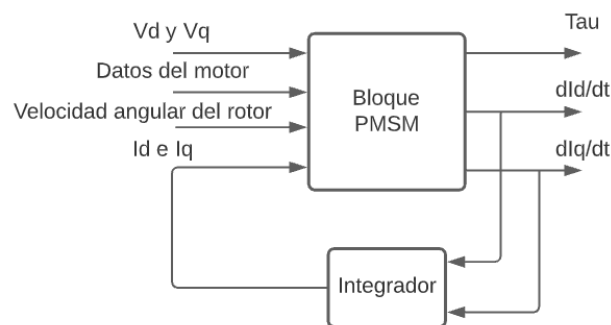 Vd y Vq
Datos del motor
Velocidad angular del rotor
Id e Iq
Bloque
PMSM
Tau
dId/dt
dIq/dt
Integrador